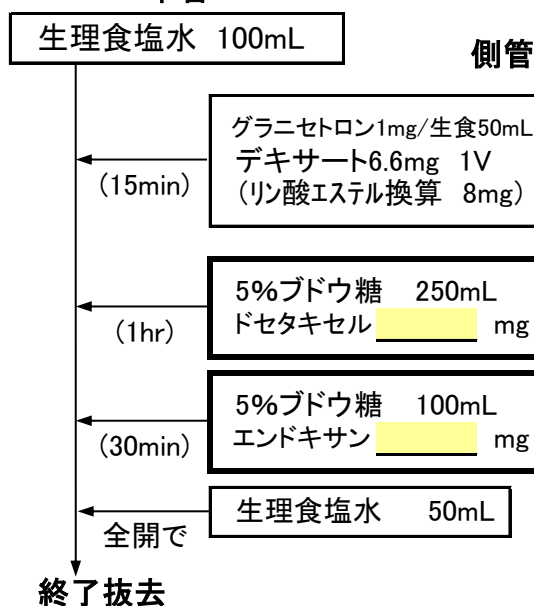 生理食塩水 100mL
側管
グラニセトロン1mg/生食50mL
デキサート6.6mg 1V
(リン酸エステル換算 8mg)
(15min)
5%ブドウ糖 250mL
ドセタキセル mg
(1hr)
5%ブドウ糖 100mL
エンドキサン mg
(30min)
生理食塩水 50mL
全開で
終了抜去